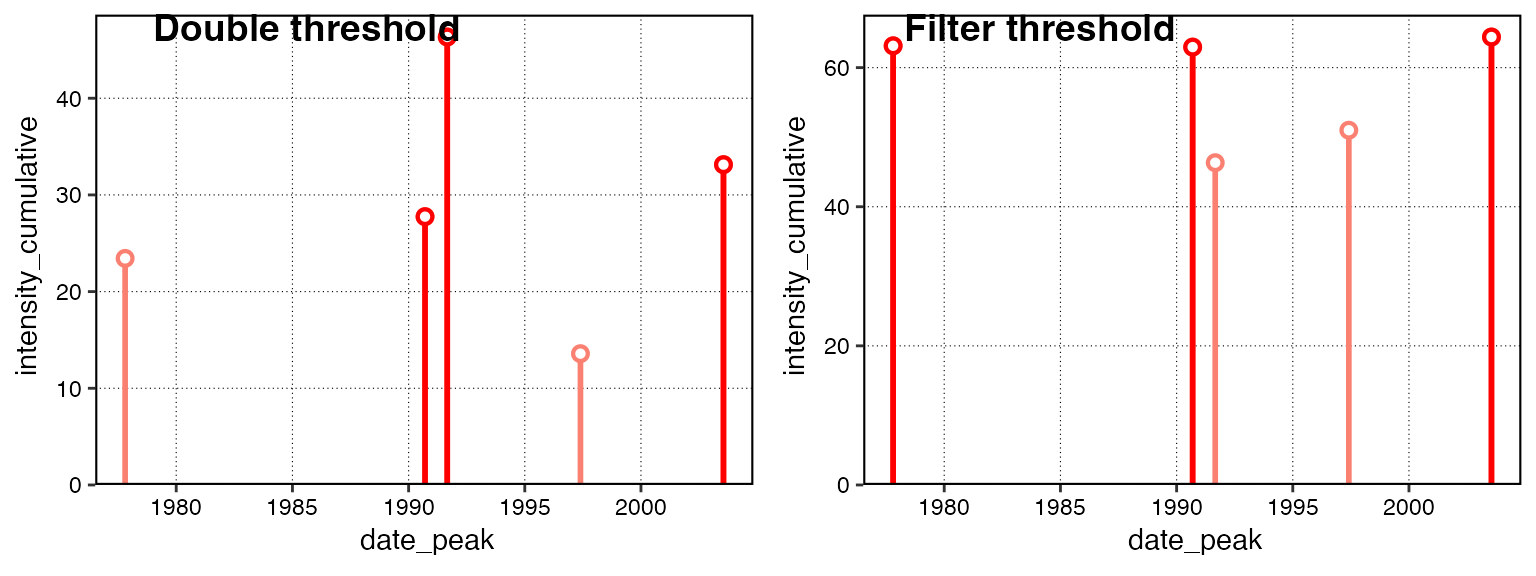 Double threshold
intensity_cumulative
40
30
20
10
0
1980 1985 1990 1995 2000
date_peak
Filter threshold
intensity_cumulative
60
40
20
0
1980 1985 1990 1995 2000
date_peak